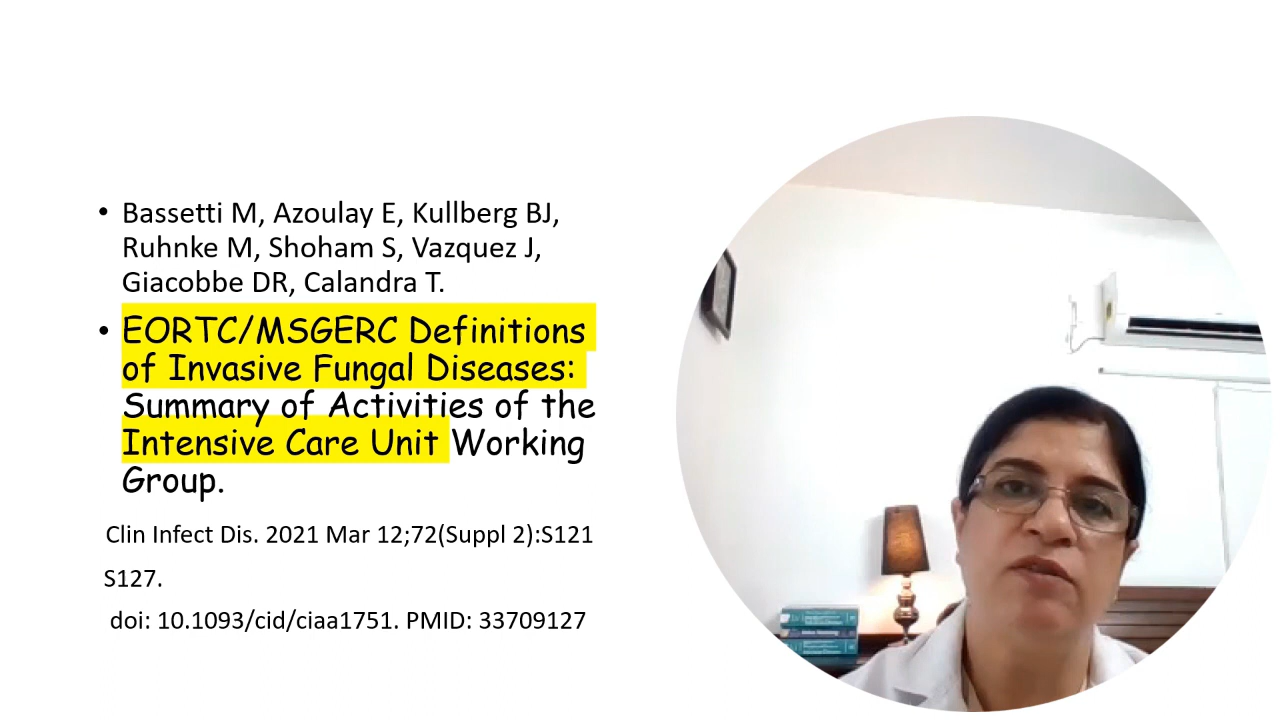 • Bassetti M, Azoulay E, Kullberg BJ,
Ruhnke M, Shoham S, Vazquez J,
Giacobbe DR, Calandra T.
• EORTC/MSGERC Definitions
of Invasive Fungal Diseases:
Summary of Activities of the
Intensive Care Unit Working
Group.
Clin Infect Dis. 2021 Mar 12;72(Suppl 2):S121
S127.
doi: 10.1093/cid/ciaa1751. PMID: 33709127